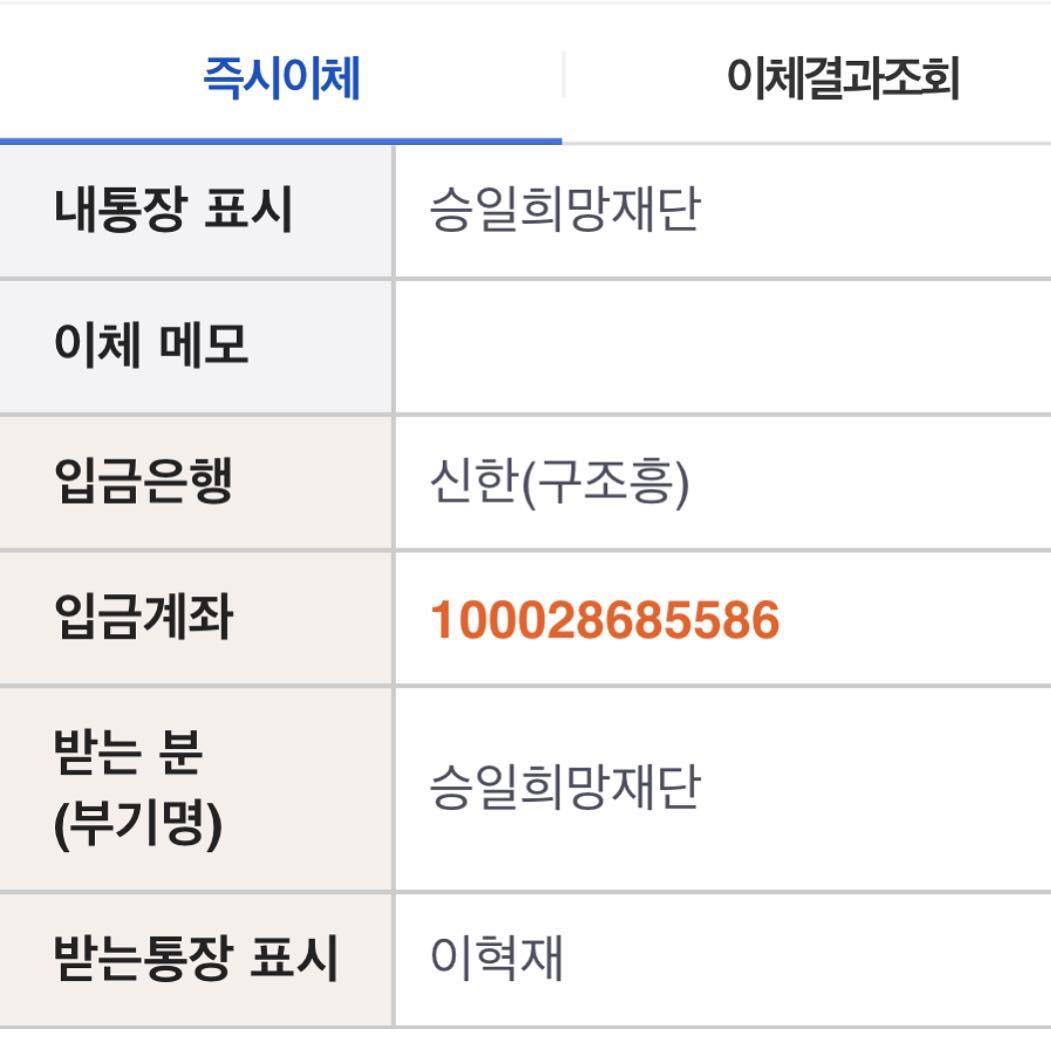 즉시이체 이체결과조회
내통장 표시 승일희망재단
이체 메모
입금은행 신한(구조흥)
입금계좌 100028685586
받는 분
(부기명) 승일희망재단
받는통장 표시 이혁재